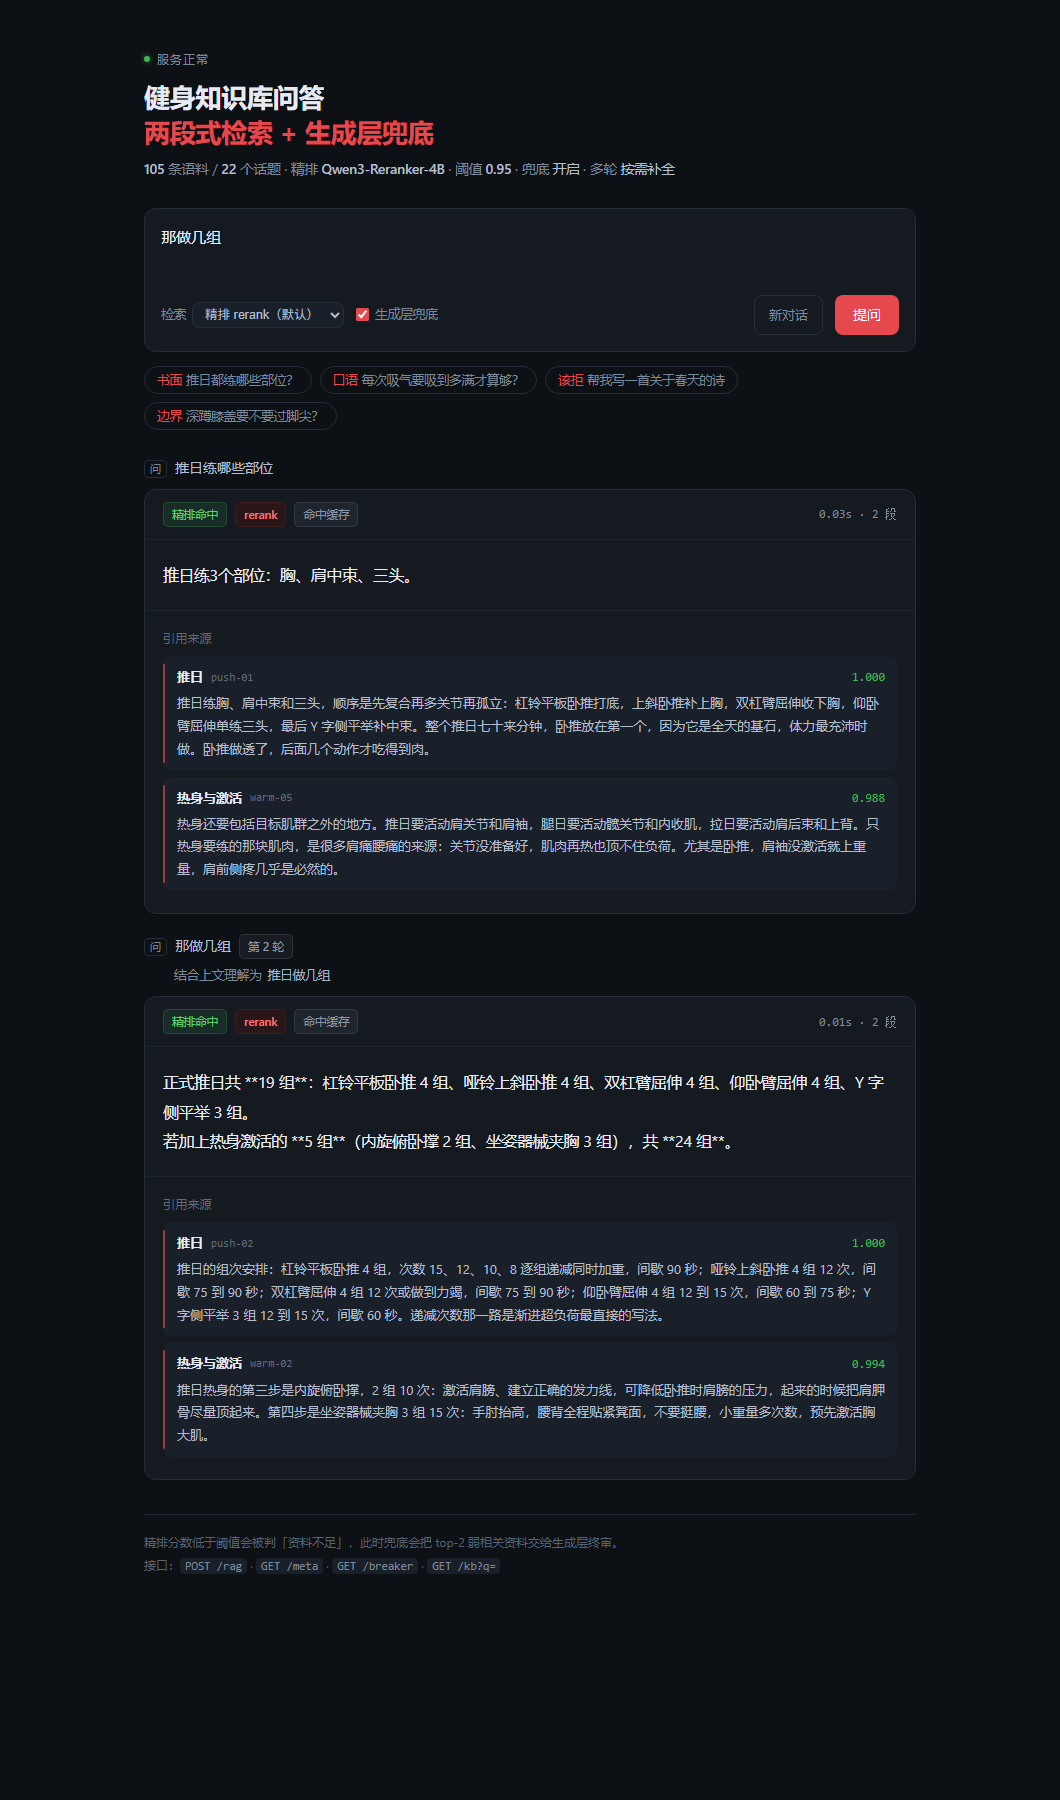 服务正常
健身知识库问答
两段式检索 + 生成层兜底
105 条语料 / 22 个话题 · 精排 Qwen3-Reranker-4B · 阈值 0.95 · 兜底 开启 · 多轮 按需补全
那做几组
检索 精排 rerank（默认） 生成层兜底 新对话 提问
书面 推日都练哪些部位？ 口语 每次吸气要吸到多满才算够？ 该拒 帮我写一首关于春天的诗
边界 深蹲膝盖要不要过脚尖？
问 推日练哪些部位
精排命中 rerank 命中缓存 0.03s · 2 段
推日练3个部位：胸、肩中束、三头。
引用来源
推日 push-01 1.000
推日练胸、肩中束和三头，顺序是先复合再多关节再孤立：杠铃平板卧推打底，上斜卧推补上胸，双杠臂屈伸收下胸，仰卧
臂屈伸单练三头，最后 Y 字侧平举补中束。整个推日七十来分钟，卧推放在第一个，因为它是全天的基石，体力最充沛时
做。卧推做透了，后面几个动作才吃得到肉。
热身与激活 warm-05 0.988
热身还要包括目标肌群之外的地方。推日要活动肩关节和肩袖，腿日要活动髋关节和内收肌，拉日要活动肩后束和上背。只
热身要练的那块肌肉，是很多肩痛腰痛的来源：关节没准备好，肌肉再热也顶不住负荷。尤其是卧推，肩袖没激活就上重
量，肩前侧疼几乎是必然的。
问 那做几组 第 2 轮
结合上文理解为 推日做几组
精排命中 rerank 命中缓存 0.01s · 2 段
正式推日共 **19 组**：杠铃平板卧推 4 组、哑铃上斜卧推 4 组、双杠臂屈伸 4 组、仰卧臂屈伸 4 组、Y 字
侧平举 3 组。
若加上热身激活的 **5 组**（内旋俯卧撑 2 组、坐姿器械夹胸 3 组），共 **24 组**。
引用来源
推日 push-02 1.000
推日的组次安排：杠铃平板卧推 4 组，次数 15、12、10、8 逐组递减同时加重，间歇 90 秒；哑铃上斜卧推 4 组 12 次，间
歇 75 到 90 秒；双杠臂屈伸 4 组 12 次或做到力竭，间歇 75 到 90 秒；仰卧臂屈伸 4 组 12 到 15 次，间歇 60 到 75 秒；Y
字侧平举 3 组 12 到 15 次，间歇 60 秒。递减次数那一路是渐进超负荷最直接的写法。
热身与激活 warm-02 0.994
推日热身的第三步是内旋俯卧撑，2 组 10 次：激活肩膀、建立正确的发力线，可降低卧推时肩膀的压力，起来的时候把肩胛
骨尽量顶起来。第四步是坐姿器械夹胸 3 组 15 次：手肘抬高，腰背全程贴紧凳面，不要挺腰，小重量多次数，预先激活胸
大肌。
精排分数低于阈值会被判「资料不足」，此时兜底会把 top-2 弱相关资料交给生成层终审。
接口： POST /rag · GET /meta · GET /breaker · GET /kb?q=